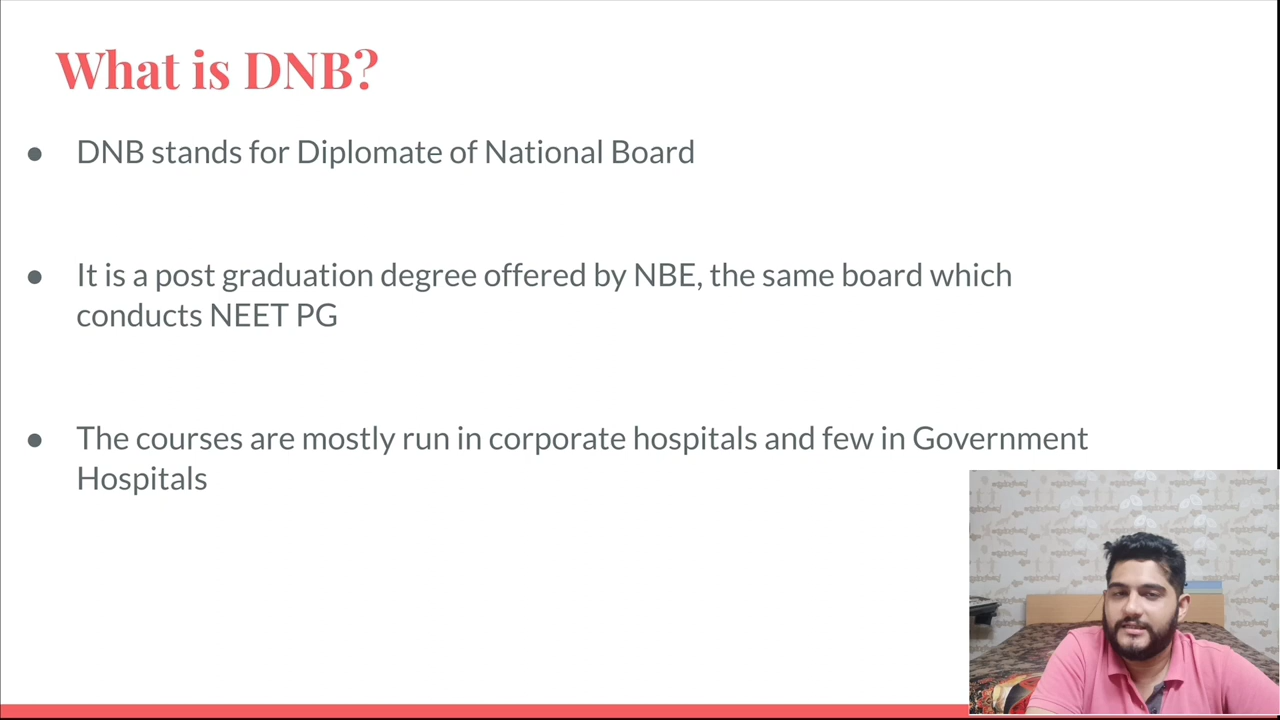 What is DNB?
● DNB stands for Diplomate of National Board
● It is a post graduation degree offered by NBE, the same board which
conducts NEET PG
● The courses are mostly run in corporate hospitals and few in Government
Hospitals